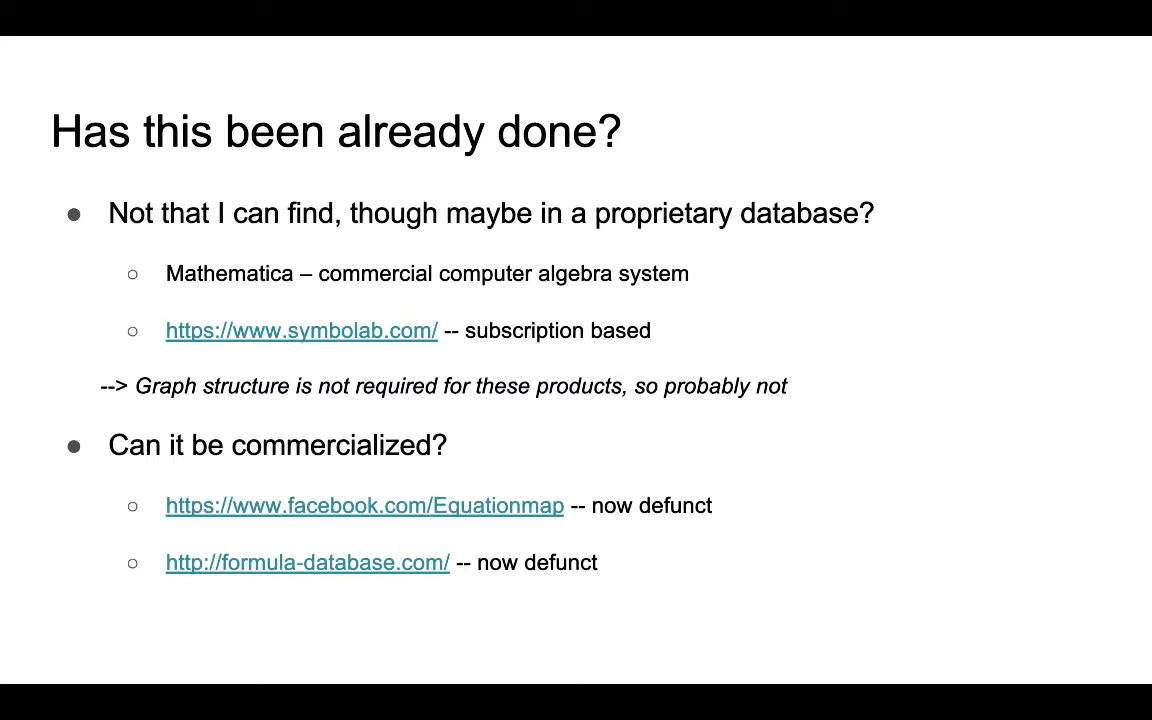 Has this been already done?
● Not that I can find, though maybe in a proprietary database?
○ Mathematica – commercial computer algebra system
○ https://www.symbolab.com/ -- subscription based
--> Graph structure is not required for these products, so probably not
● Can it be commercialized?
○ https://www.facebook.com/Equationmap -- now defunct
○ http://formula-database.com/ -- now defunct